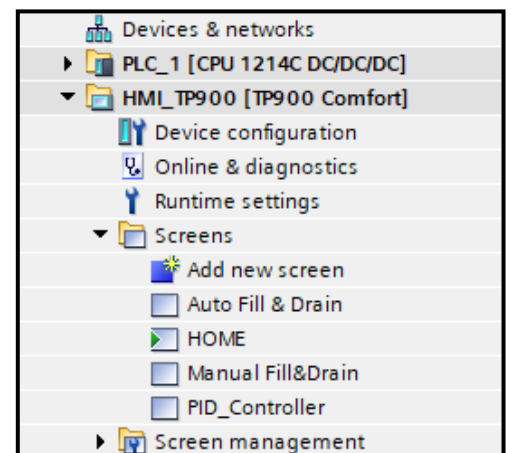 Devices & networks
PLC_1 [CPU 1214C DC/DC/DC]
HMI_TP900 [TP900 Comfort]
Device configuration
Online & diagnostics
Runtime settings
Screens
Add new screen
Auto Fill & Drain
HOME
Manual Fill&Drain
PID_Controller
Screen management